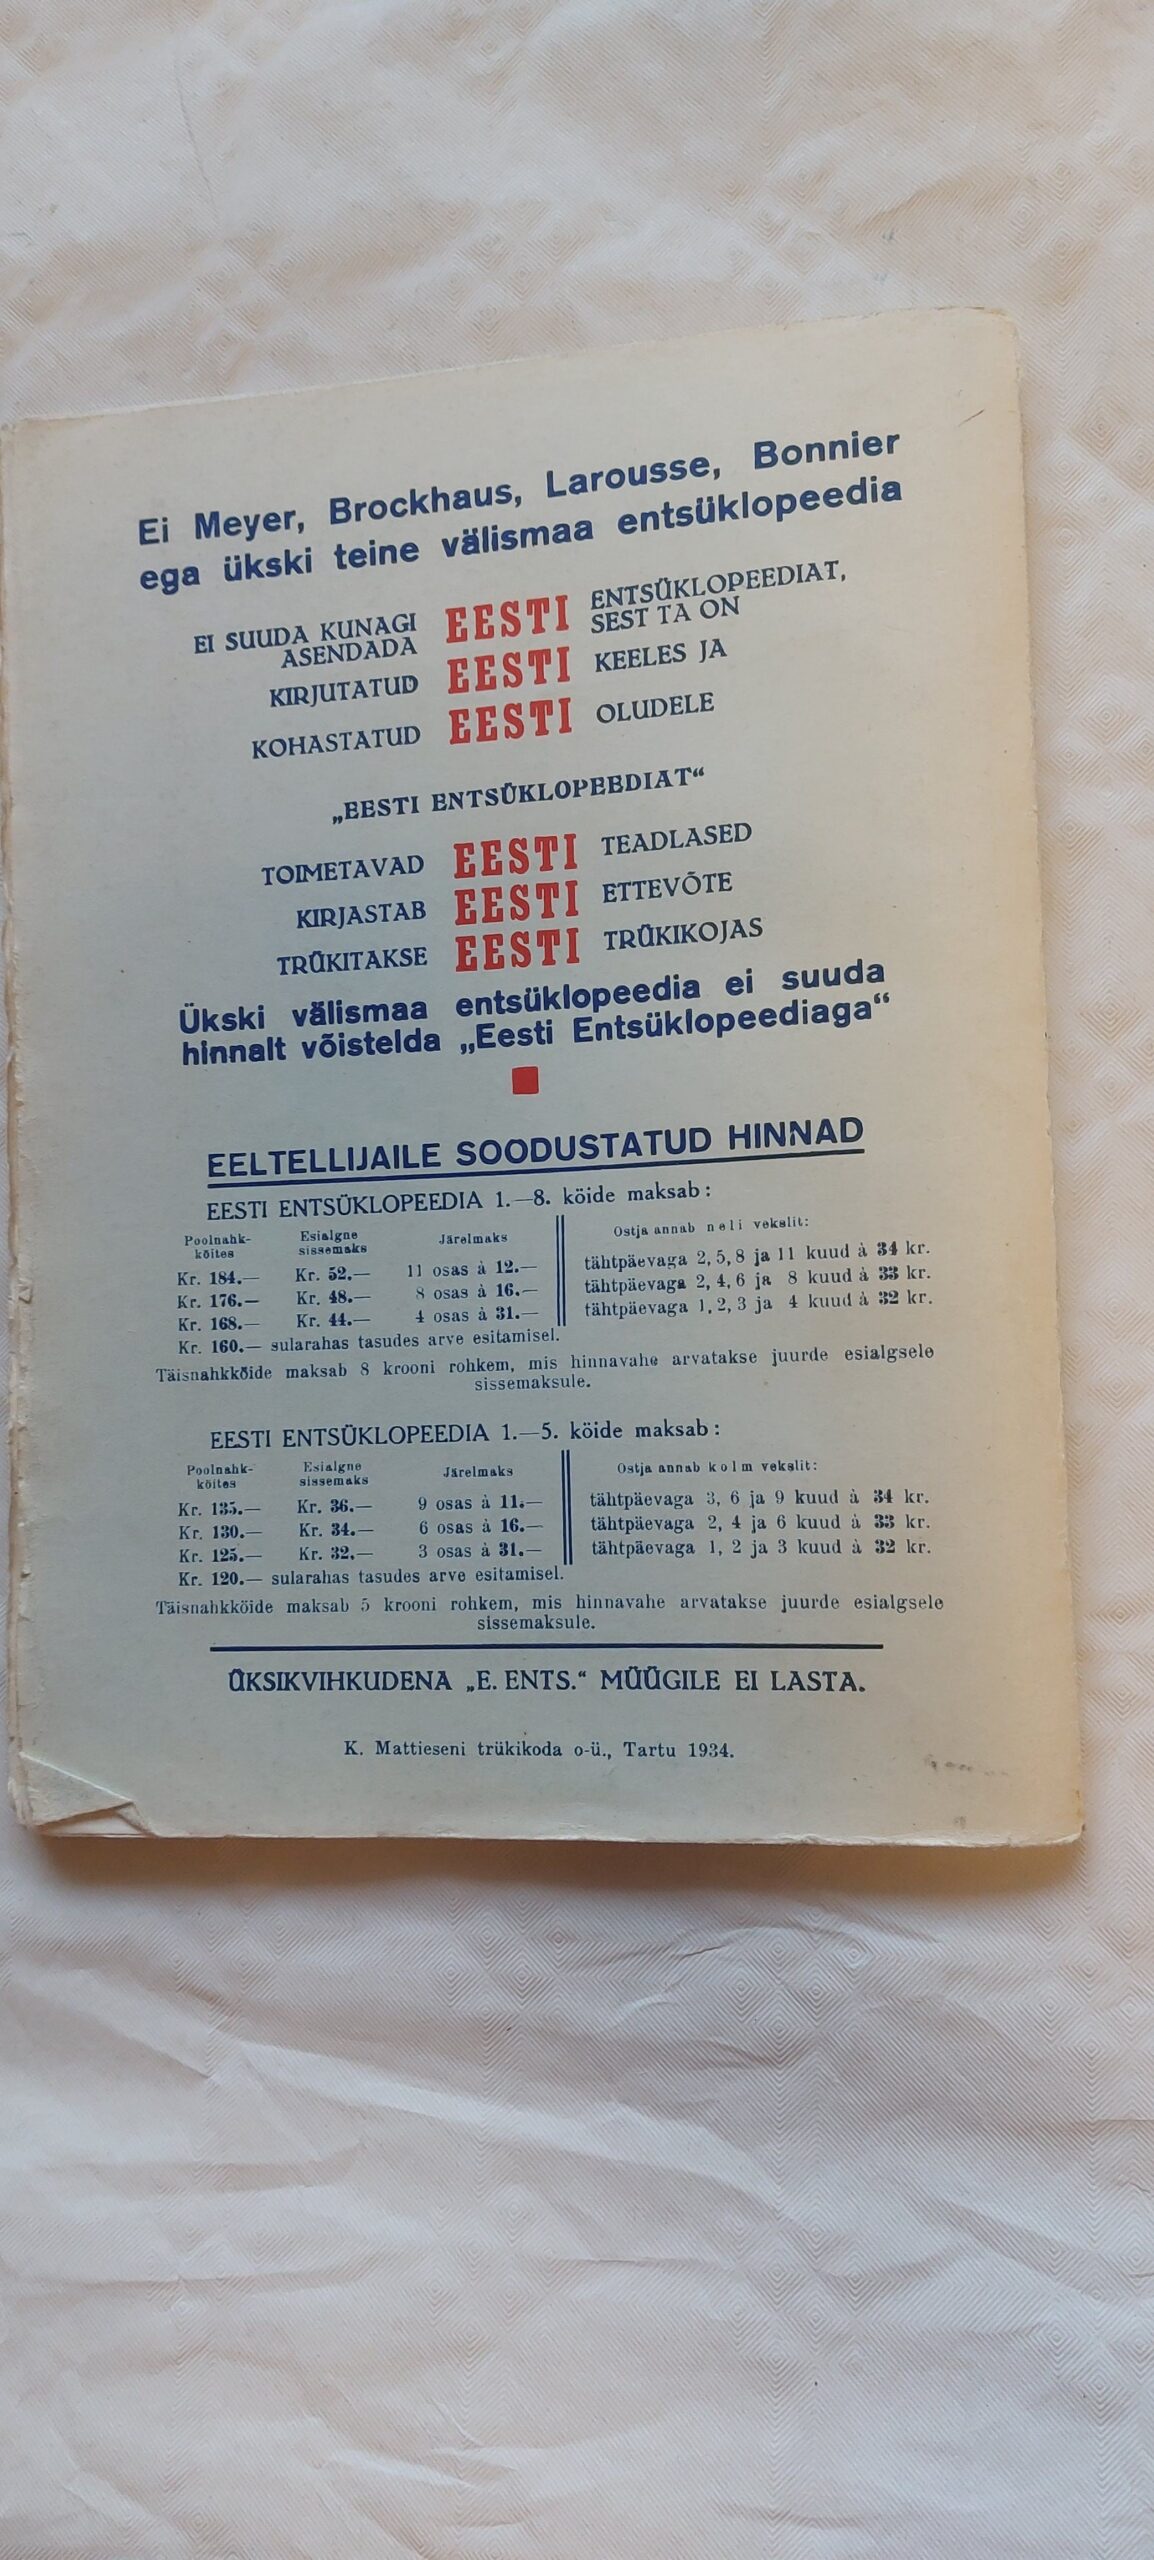 Ei Meyer, Brockhaus, Larousse, Bonnier
ega ükski teine välismaa entsüklopeedia
EI SUUDA KUNAGI ASENDADA EESTI ENTSÜKLOPEEDIAT, SEST TA ON
KIRJUTATUD EESTI KEELES JA
KOHASTATUD EESTI OLUDELE
„EESTI ENTSÜKLOPEEDIAT“
TOIMETAVAD EESTI TEADLASED
KIRJASTAB EESTI ETTEVÕTE
TRÜKITAKSE EESTI TRÜKIKOJAS
Ükski välismaa entsüklopeedia ei suuda
hinnalt võistelda „Eesti Entsüklopeediaga“
EELTELLIJAILE SOODUSTATUD HINNAD
EESTI ENTSÜKLOPEEDIA 1.—8. köide maksab:
Poolnahk-köites Esialgne sissemaks Järelmaks Ostja annab neli vekslit:
Kr. 184.— Kr. 52.— 11 osas à 12.— tähtpäevaga 2, 5, 8 ja 11 kuud à 34 kr.
Kr. 176.— Kr. 48.— 8 osas à 16.— tähtpäevaga 2, 4, 6 ja 8 kuud à 33 kr.
Kr. 168.— Kr. 44.— 4 osas à 31.— tähtpäevaga 1, 2, 3 ja 4 kuud à 32 kr.
Kr. 160.— sularahas tasudes arve esitamisel.
Täisnahkköide maksab 8 krooni rohkem, mis hinnavahe arvatakse juurde esialgsele
sissemaksule.
EESTI ENTSÜKLOPEEDIA 1.—5. köide maksab:
Poolnahk-köites Esialgne sissemaks Järelmaks Ostja annab kolm vekslit:
Kr. 135.— Kr. 36.— 9 osas à 11.— tähtpäevaga 3, 6 ja 9 kuud à 34 kr.
Kr. 130.— Kr. 34.— 6 osas à 16.— tähtpäevaga 2, 4 ja 6 kuud à 33 kr.
Kr. 125.— Kr. 32.— 3 osas à 31.— tähtpäevaga 1, 2 ja 3 kuud à 32 kr.
Kr. 120.— sularahas tasudes arve esitamisel.
Täisnahkköide maksab 5 krooni rohkem, mis hinnavahe arvatakse juurde esialgsele
sissemaksule.
ÜKSIKVIHKUDENA „E. ENTS.“ MÜÜGILE EI LASTA.
K. Mattieseni trükikoda o-ü., Tartu 1934.